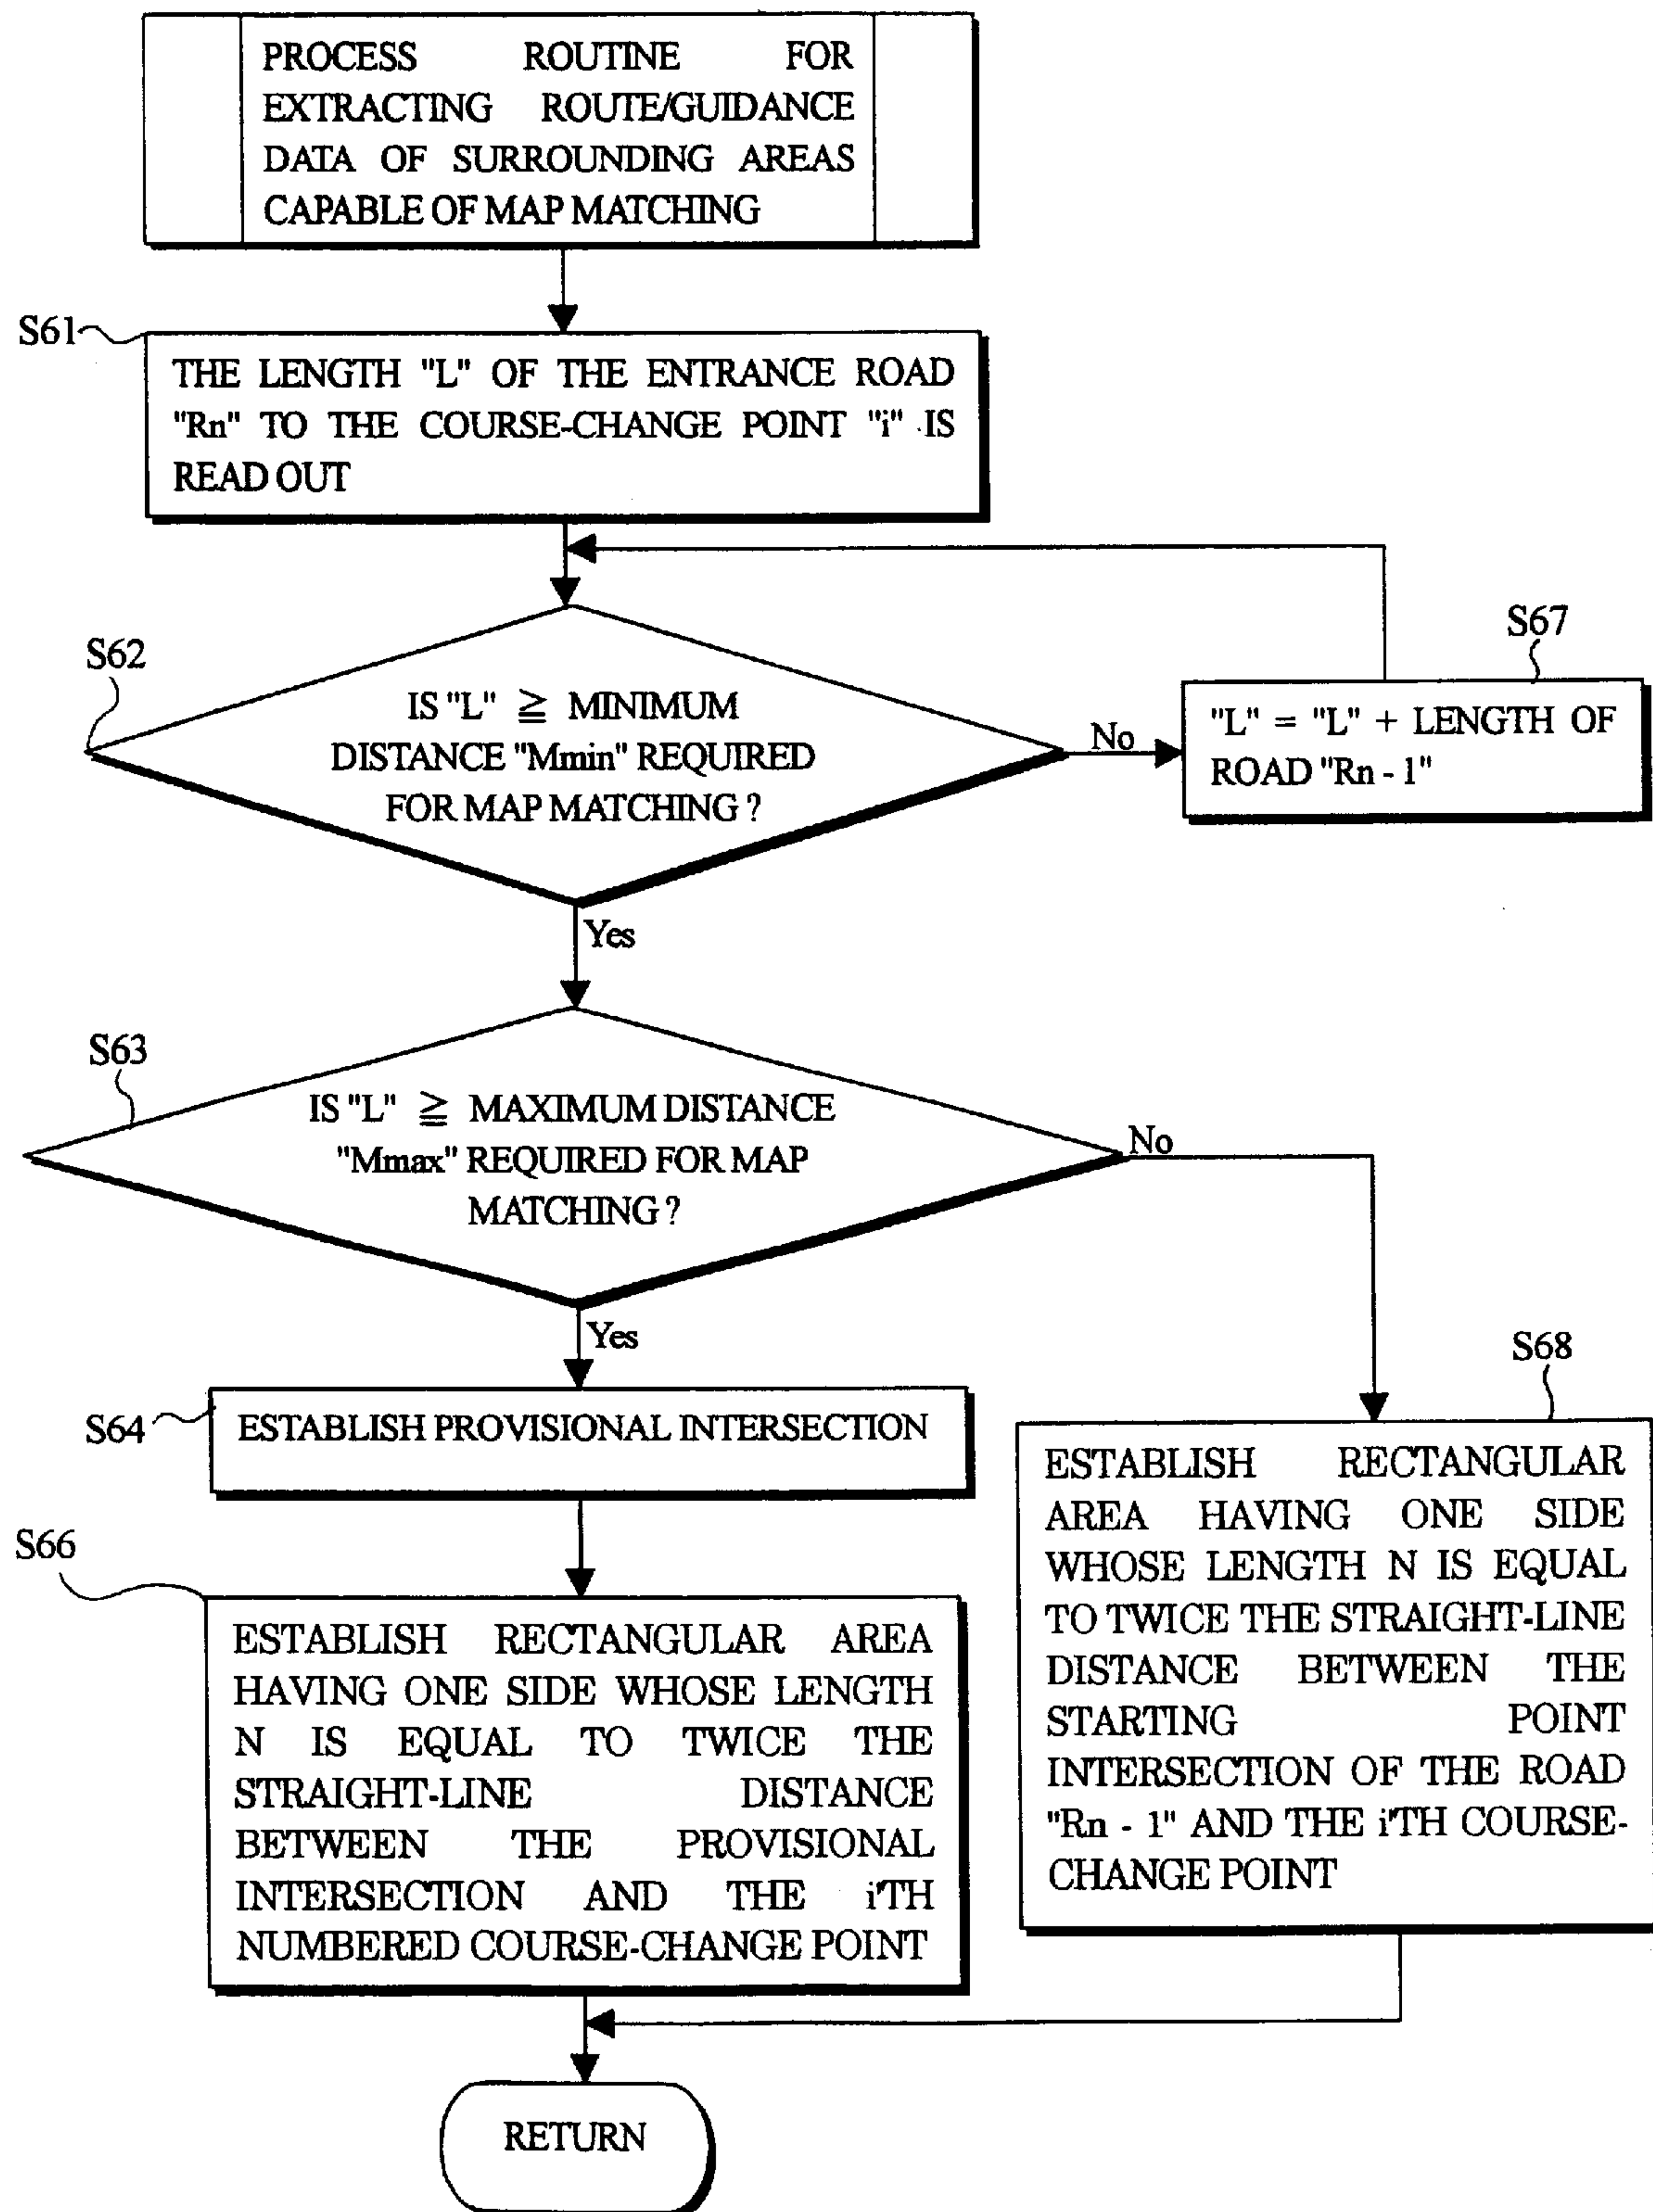 PROCESS ROUTINE FOR
EXTRACTING ROUTE/GUIDANCE
DATA OF SURROUNDING AREAS
CAPABLE OF MAP MATCHING
S61
THE LENGTH "L" OF THE ENTRANCE ROAD
"Rn" TO THE COURSE-CHANGE POINT "i" IS
READ OUT
S62
IS "L" ≧ MINIMUM
DISTANCE "Mmin" REQUIRED
FOR MAP MATCHING ?
No
S67
"L" = "L" + LENGTH OF
ROAD "Rn - 1"
Yes
S63
IS "L" ≧ MAXIMUM DISTANCE
"Mmax" REQUIRED FOR MAP
MATCHING ?
No
Yes
S64
ESTABLISH PROVISIONAL INTERSECTION
S66
ESTABLISH RECTANGULAR AREA
HAVING ONE SIDE WHOSE LENGTH
N IS EQUAL TO TWICE THE
STRAIGHT-LINE DISTANCE
BETWEEN THE PROVISIONAL
INTERSECTION AND THE i'TH
NUMBERED COURSE-CHANGE POINT
S68
ESTABLISH RECTANGULAR
AREA HAVING ONE SIDE
WHOSE LENGTH N IS EQUAL
TO TWICE THE STRAIGHT-LINE
DISTANCE BETWEEN THE
STARTING POINT
INTERSECTION OF THE ROAD
"Rn - 1" AND THE i'TH COURSE-
CHANGE POINT
RETURN